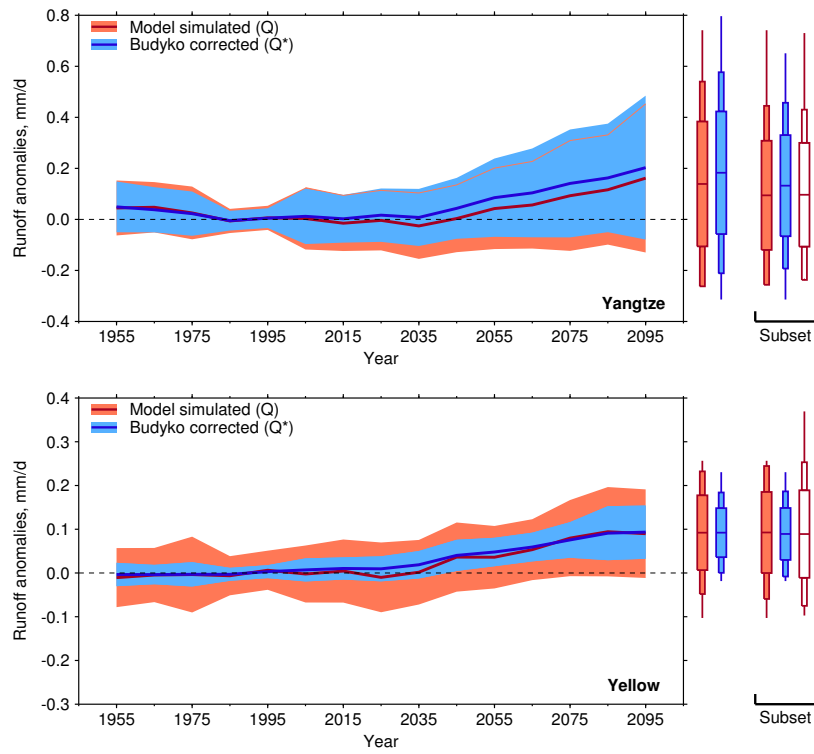 0.8
0.6
0.4
0.2
0.0
-0.2
-0.4
Runoff anomalies, mm/d
Model simulated (Q)
Budyko corrected (Q*)
Yangtze
1955 1975 1995 2015 2035 2055 2075 2095
Year
Subset
0.4
0.3
0.2
0.1
0.0
-0.1
-0.2
-0.3
Runoff anomalies, mm/d
Model simulated (Q)
Budyko corrected (Q*)
Yellow
1955 1975 1995 2015 2035 2055 2075 2095
Year
Subset